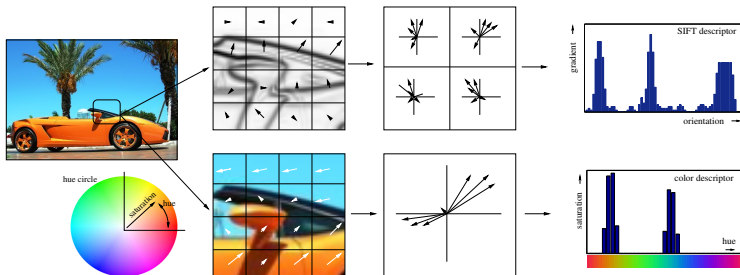 SIFT descriptor
gradient
orientation
hue circle
saturation
hue
color descriptor
saturation
hue